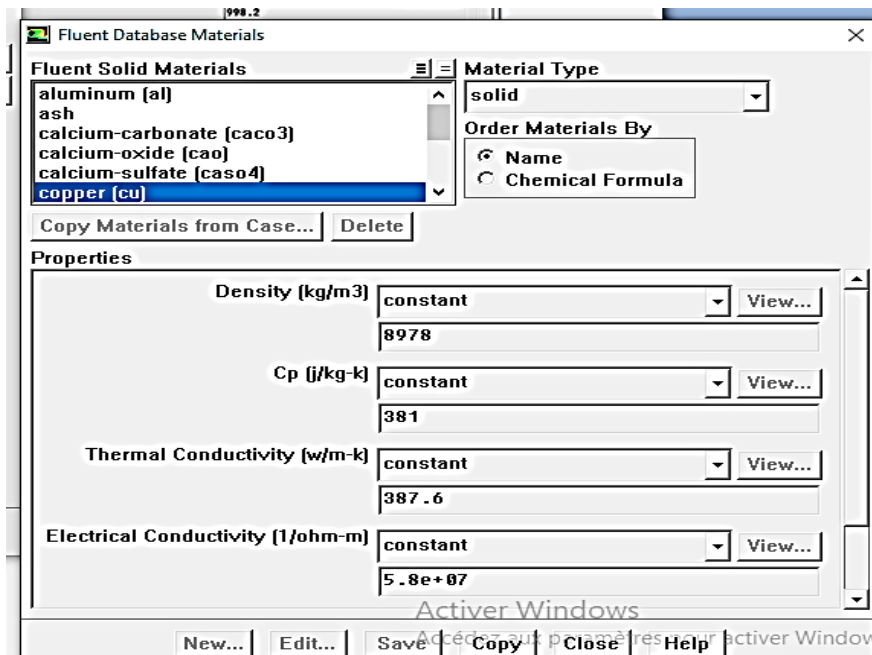 998.2
Fluent Database Materials
Fluent Solid Materials
Material Type
aluminum (al)
ash
calcium-carbonate (caco3)
calcium-oxide (cao)
calcium-sulfate (caso4)
copper (cu)
solid
Order Materials By
Name
Chemical Formula
Copy Materials from Case... Delete
Properties
Density (kg/m3) constant View...
8978
Cp (j/kg-k) constant View...
381
Thermal Conductivity (w/m-k) constant View...
387.6
Electrical Conductivity (1/ohm-m) constant View...
5.8e+07
Activer Windows
Accédez aux paramètres pour activer Window
New... Edit... Save Copy Close Help